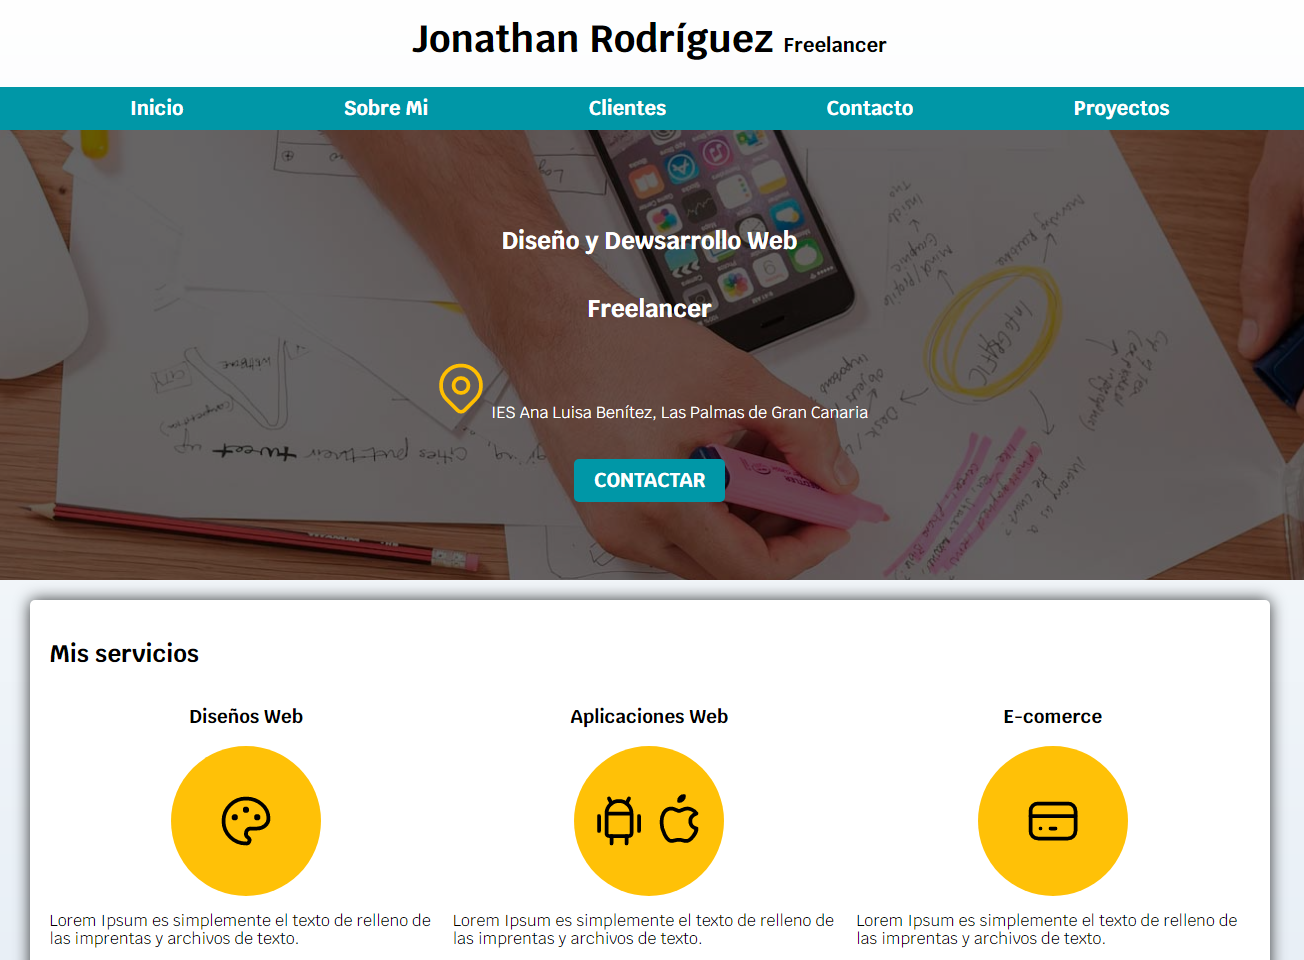 Jonathan Rodríguez Freelancer
Inicio Sobre Mi Clientes Contacto Proyectos
Diseño y Dewsarrollo Web
Freelancer
IES Ana Luisa Benítez, Las Palmas de Gran Canaria
CONTACTAR
Mis servicios
Diseños Web
Aplicaciones Web
E-comerce
Lorem Ipsum es simplemente el texto de relleno de
las imprentas y archivos de texto.
Lorem Ipsum es simplemente el texto de relleno de
las imprentas y archivos de texto.
Lorem Ipsum es simplemente el texto de relleno de
las imprentas y archivos de texto.